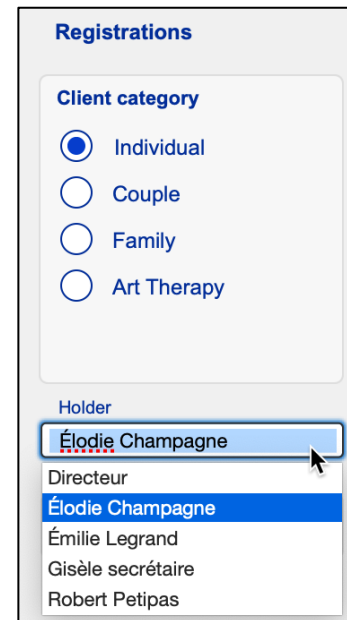 Registrations
Client category
Individual
Couple
Family
Art Therapy
Holder
Élodie Champagne
Directeur
Élodie Champagne
Émilie Legrand
Gisèle secrétaire
Robert Petipas